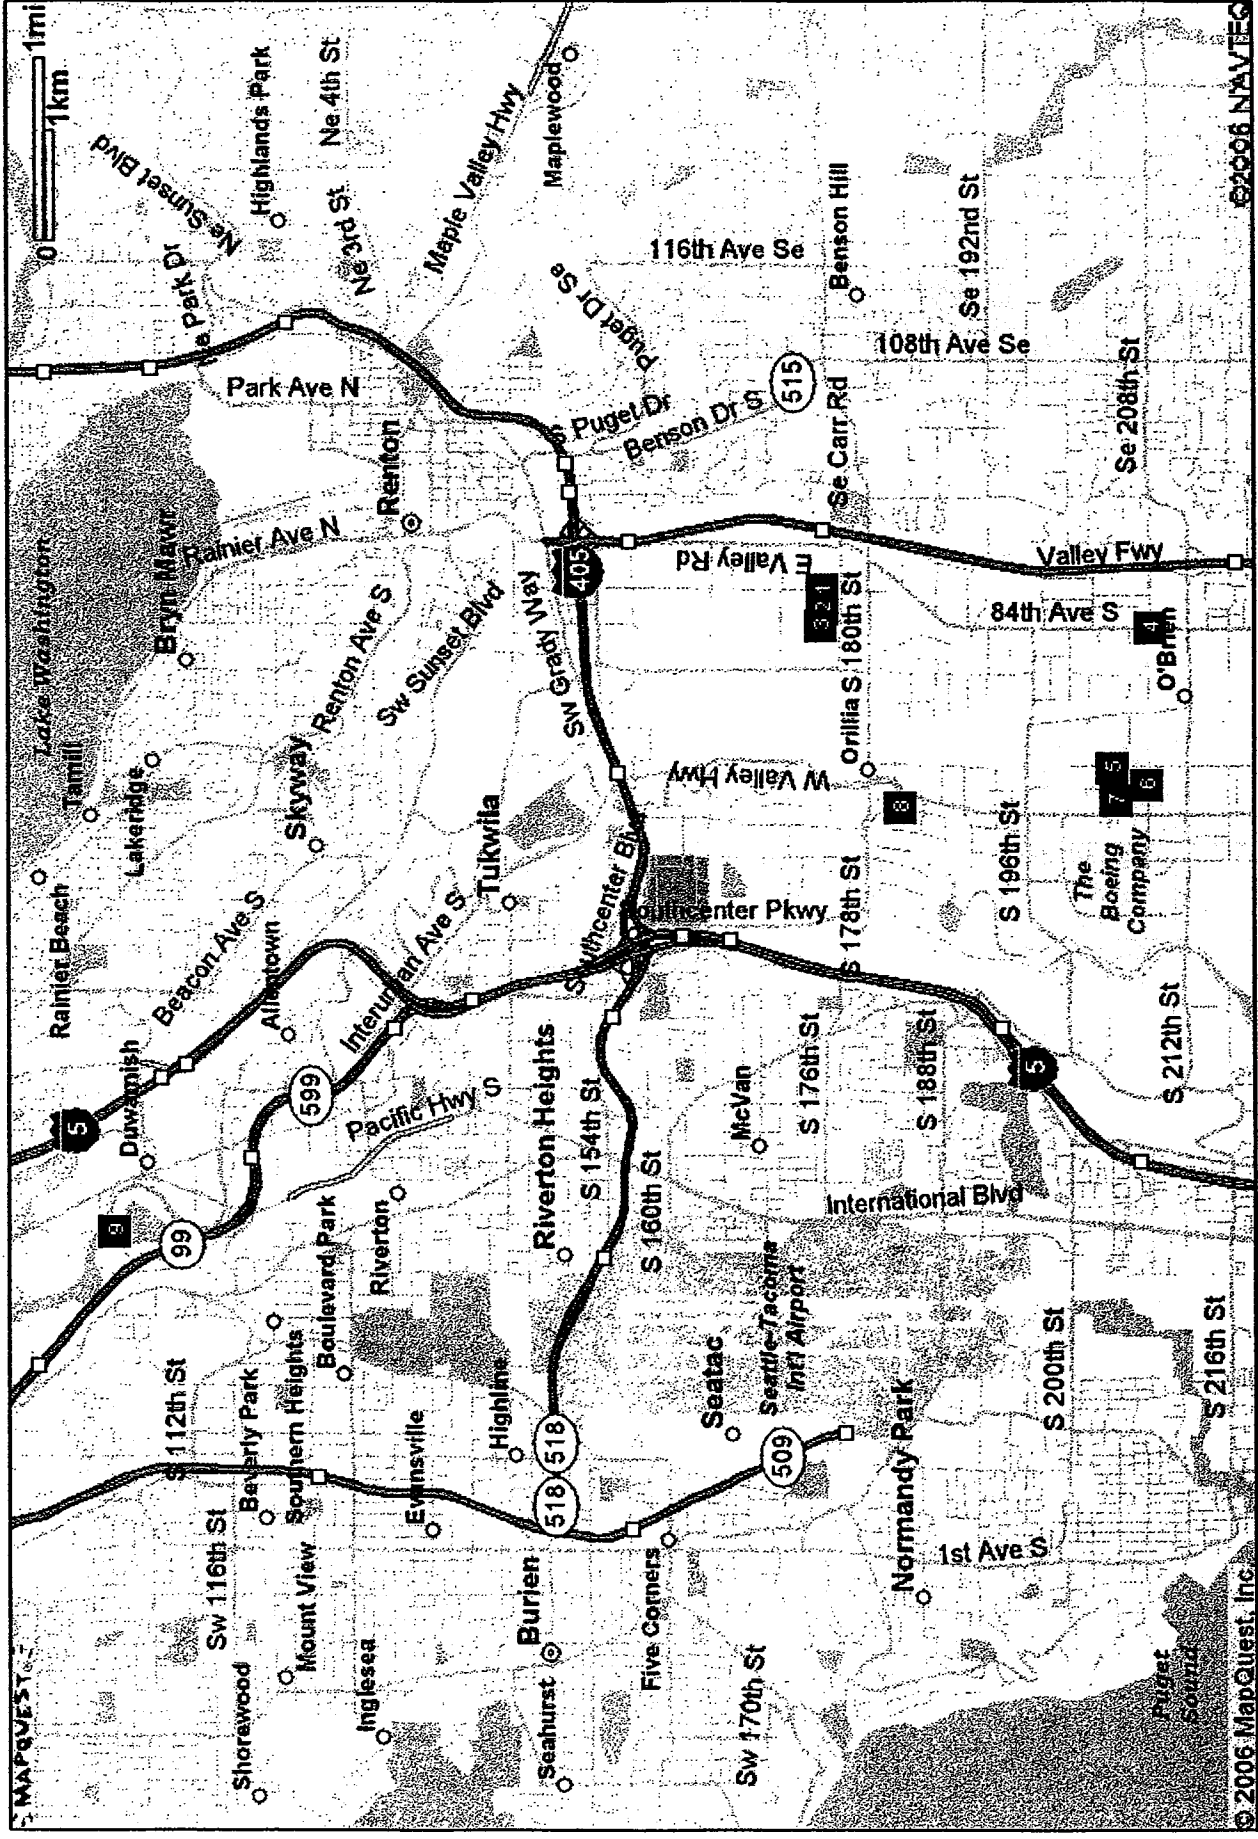 MAPQUEST
0
1km
1mi
Lake Washington
Ne Sunset Blvd
Highlands Park
Ne 4th St
Park Dr
Ne 3rd St
Maple Valley Hwy
Maplewood
Park Ave N
Renton
Rainier Ave N
Bryn Mawr
Tamill
Lakeridge
Skyway
Renton Ave S
Sw Sunset Blvd
Sw Grady Way
405
Puget Dr Se
S Puget Dr
Benson Dr S
515
116th Ave Se
Benson Hill
Se 192nd St
108th Ave Se
Se Carr Rd
Se 208th St
Valley Fwy
E Valley Rd
84th Ave S
S 180th St
3
2
1
4
O'Brien
Orillia
W Valley Hwy
8
5
7
6
S 196th St
The
Boeing
Company
S 178th St
Southcenter Blvd
Southcenter Pkwy
Tukwila
Rainier Beach
Beacon Ave S
Allentown
Interurban Ave S
5
Duwamish
599
Pacific Hwy S
9
99
Boulevard Park
Riverton
Riverton Heights
S 154th St
S 160th St
McVan
S 176th St
S 188th St
5
S 212th St
International Blvd
Seattle-Tacoma
Int'l Airport
Seatac
S 200th St
S 216th St
S 112th St
Beverly Park
Southern Heights
Evansville
Highline
518
518
509
Normandy Park
1st Ave S
Sw 116th St
Mount View
Shorewood
Inglesea
Burien
Seahurst
Five Corners
Sw 170th St
Puget
Sound
© 2006 MapQuest, Inc.
©2006 NAVTEQ